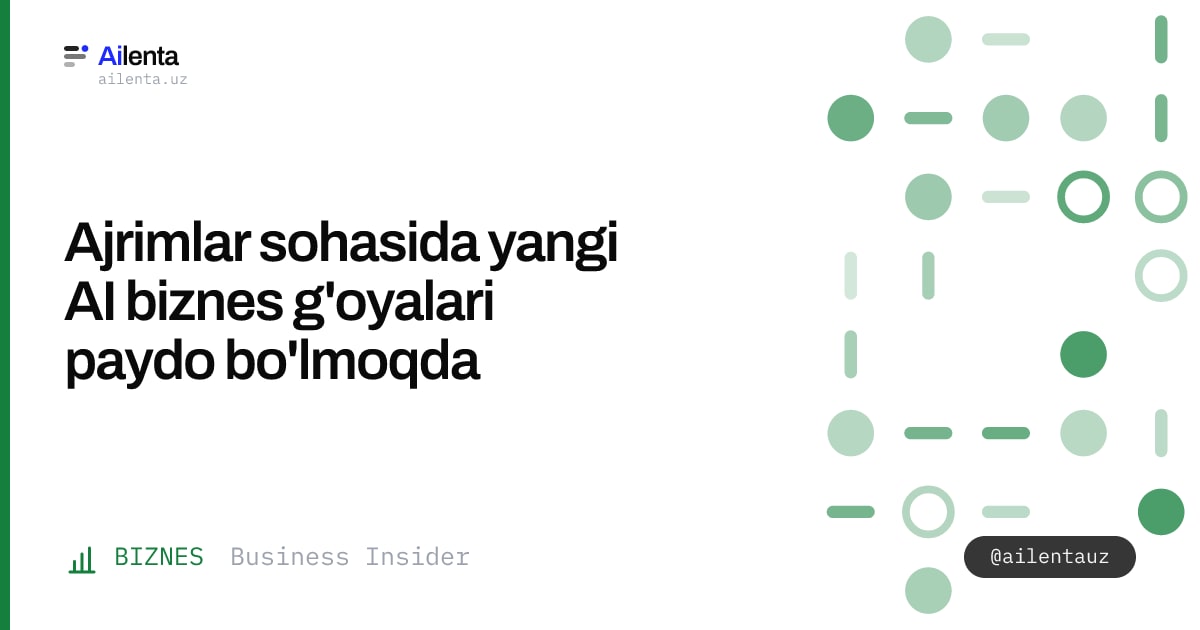 Ailenta
ailenta.uz
Ajrimlar sohasida yangi
AI biznes g'oyalari
paydo bo'lmoqda
BIZNES Business Insider
@ailentauz